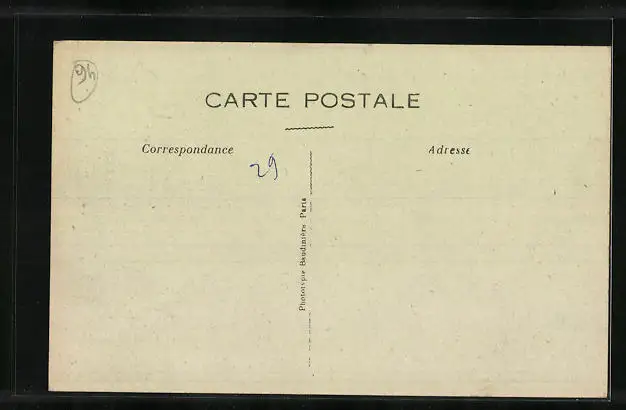 CARTE POSTALE
Correspondance
Adresse
29
Phototypie Baudinière Paris